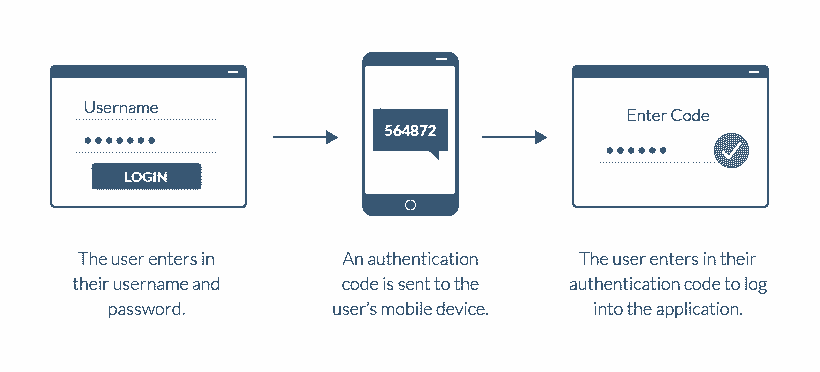 Username
LOGIN
564872
Enter Code
The user enters in
their username and
password.
An authentication
code is sent to the
user's mobile device.
The user enters in their
authentication code to log
into the application.